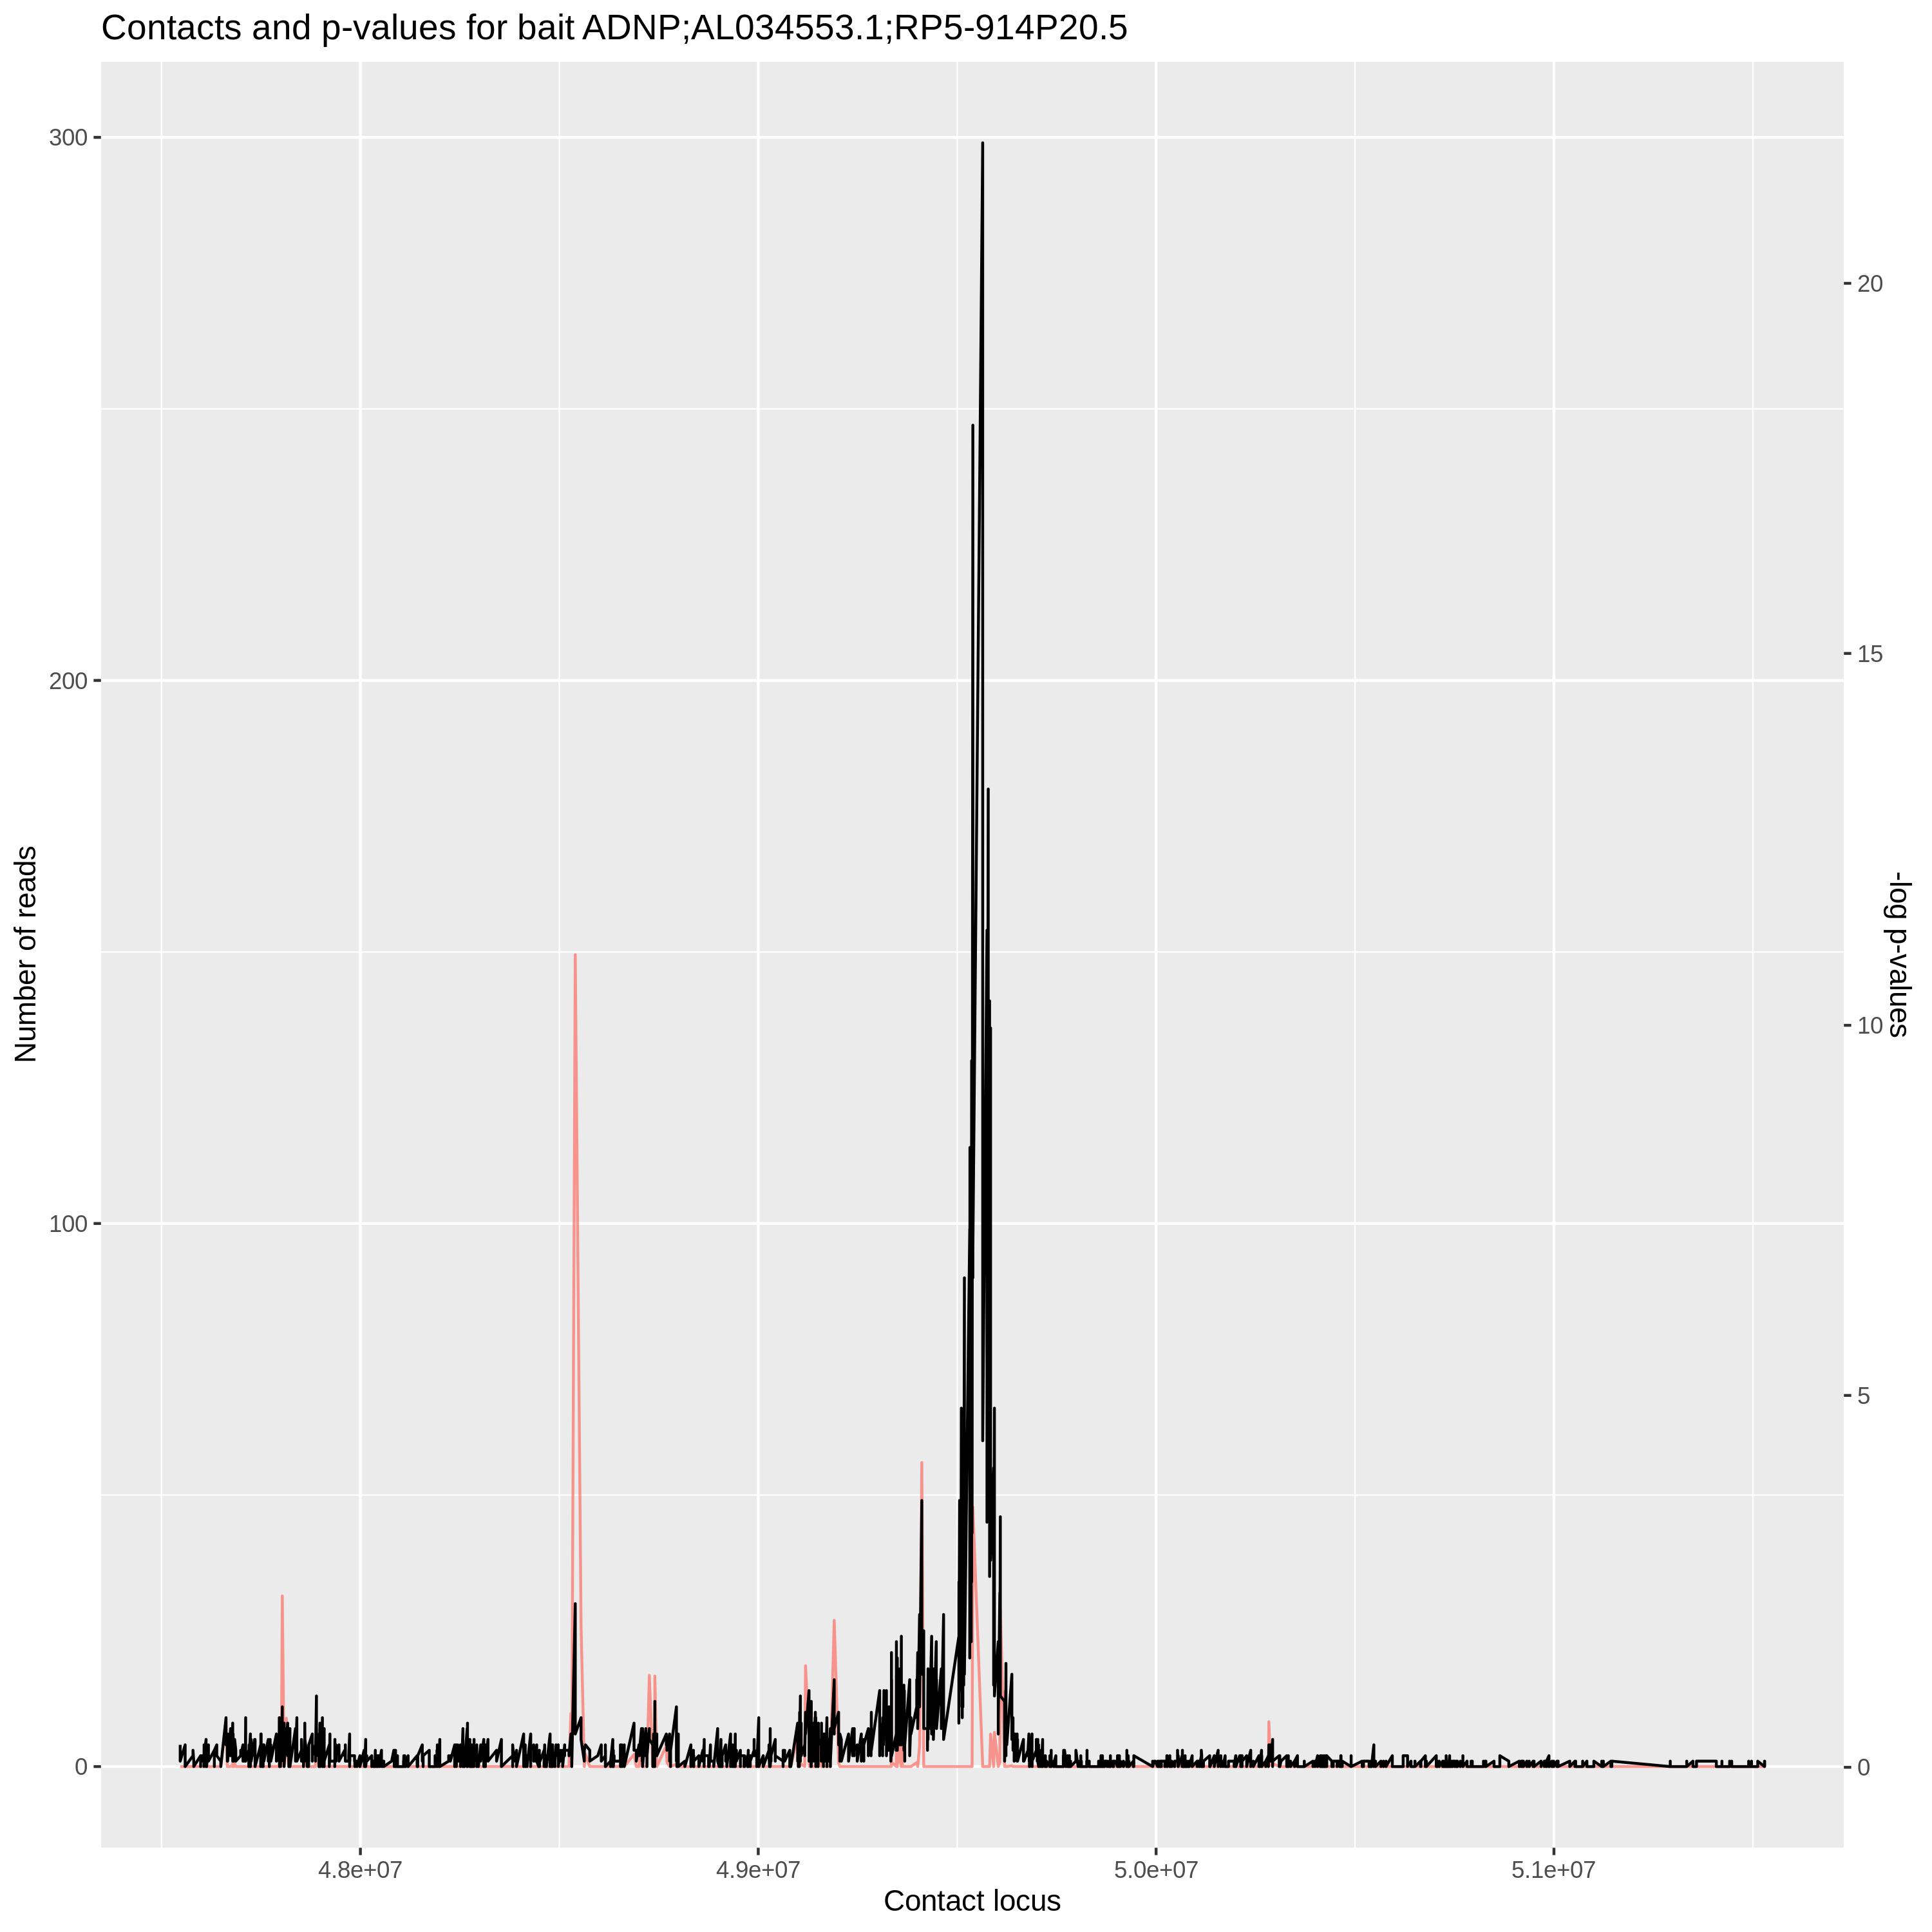 Contacts and p-values for bait ADNP;AL034553.1;RP5-914P20.5
300
200
100
0
Number of reads
20
15
10
5
0
-log p-values
4.8e+07
4.9e+07
5.0e+07
5.1e+07
Contact locus